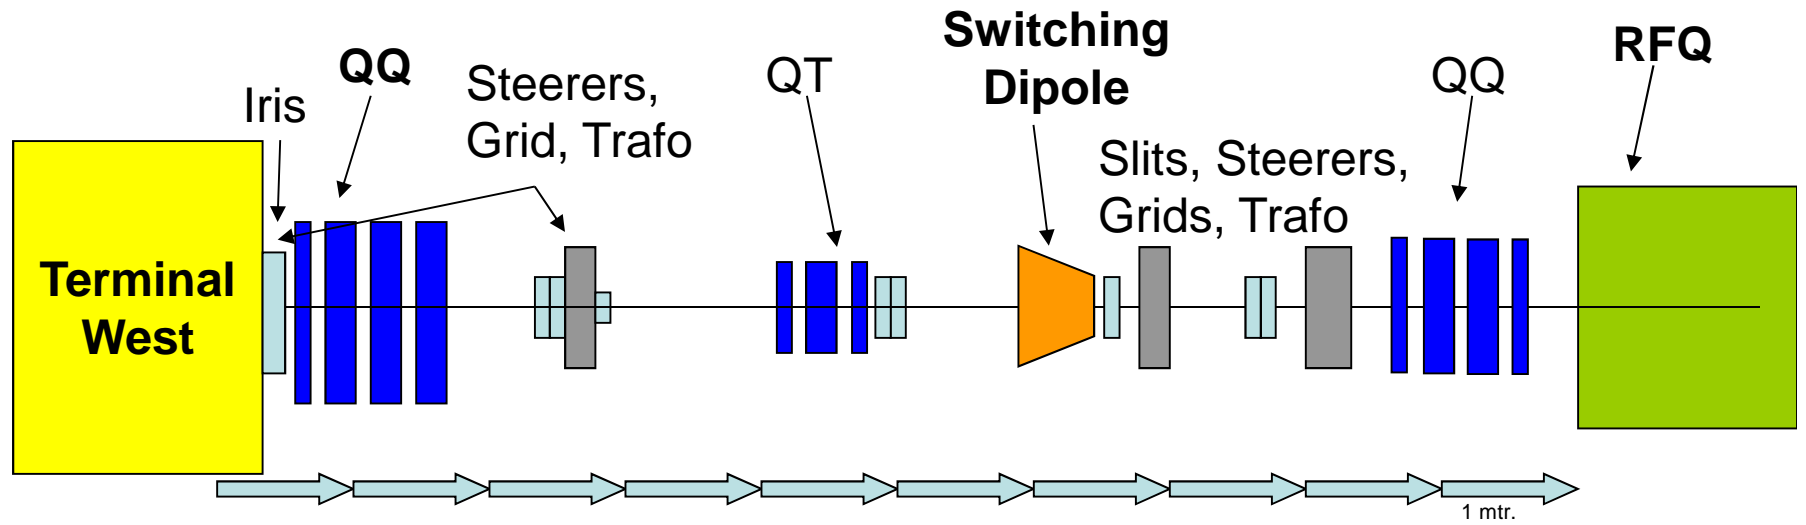 Iris
QQ
Steerers,
Grid, Trafo
QT
Switching
Dipole
Slits, Steerers,
Grids, Trafo
QQ
RFQ
Terminal
West
1 mtr.